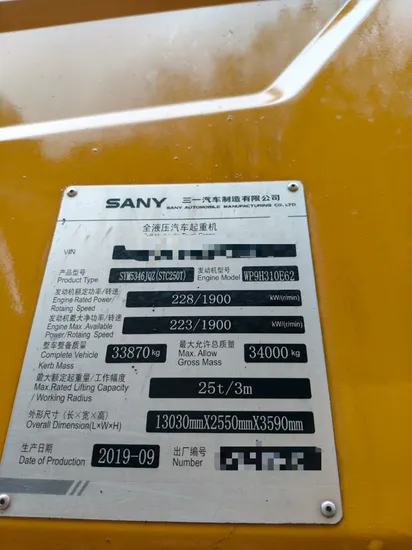 SANY 三一汽车制造有限公司
SANY AUTOMOBILE MANUFACTURING CO., LTD
全液压汽车起重机
VIN
产品型号 SYM5346JQZ(STC250T) 发动机型号 WP9H310E62
Product Type Engine Model
发动机额定功率/转速
Engine Rated Power/ 228/1900 kW/(r/min)
Rotaing Speed
发动机最大净功率/转速
Engine Max .Available 223/1900 kW/(r/min)
Power/Rotaing Speed
整车整备质量 最大允许总质量
Complete Vehicle 33870kg Max. Allow 34000kg
Kerb Mass Gross Mass
最大额定起重量/工作幅度
Max.Rated Lifting Capacity 25t/3m
/ Working Radius
外形尺寸(长×宽×高)
Overall Dimension(L×W×H) 13030mmX2550mmX3590mm
生产日期 出厂编号
Date of Production 2019-09 Number